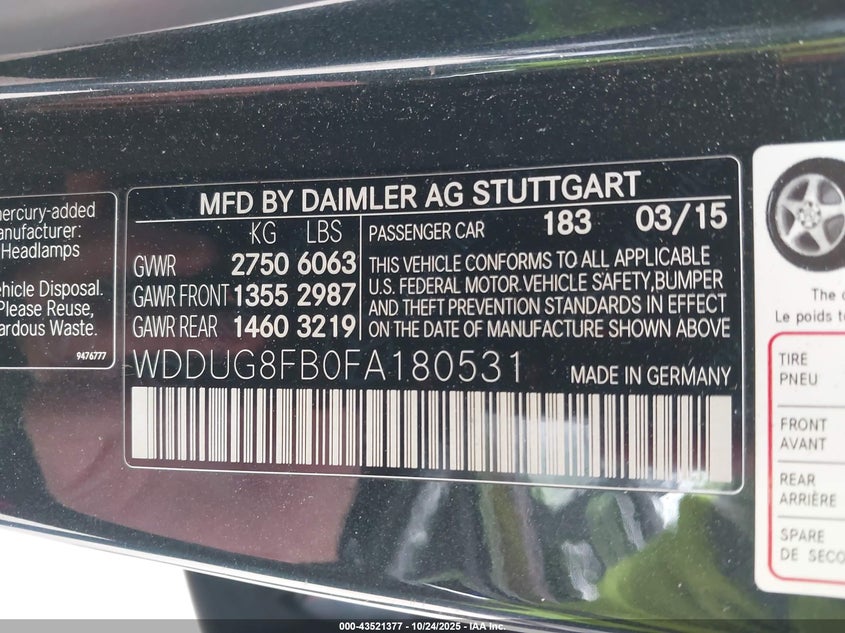 mercury-added
anufacturer:
Headlamps
ehicle Disposal.
Please Reuse,
ardous Waste.
9476777
MFD BY DAIMLER AG STUTTGART
KG LBS
GVWR 2750 6063
GAWR FRONT 1355 2987
GAWR REAR 1460 3219
PASSENGER CAR 183 03/15
THIS VEHICLE CONFORMS TO ALL APPLICABLE
U.S. FEDERAL MOTOR VEHICLE SAFETY, BUMPER
AND THEFT PREVENTION STANDARDS IN EFFECT
ON THE DATE OF MANUFACTURE SHOWN ABOVE
WDDUG8FB0FA180531 MADE IN GERMANY
The c
Le poids to
TIRE
PNEU
FRONT
AVANT
REAR
ARRIÈRE
SPARE
DE SECO
000-43521377 - 10/24/2025 - IAA Inc.